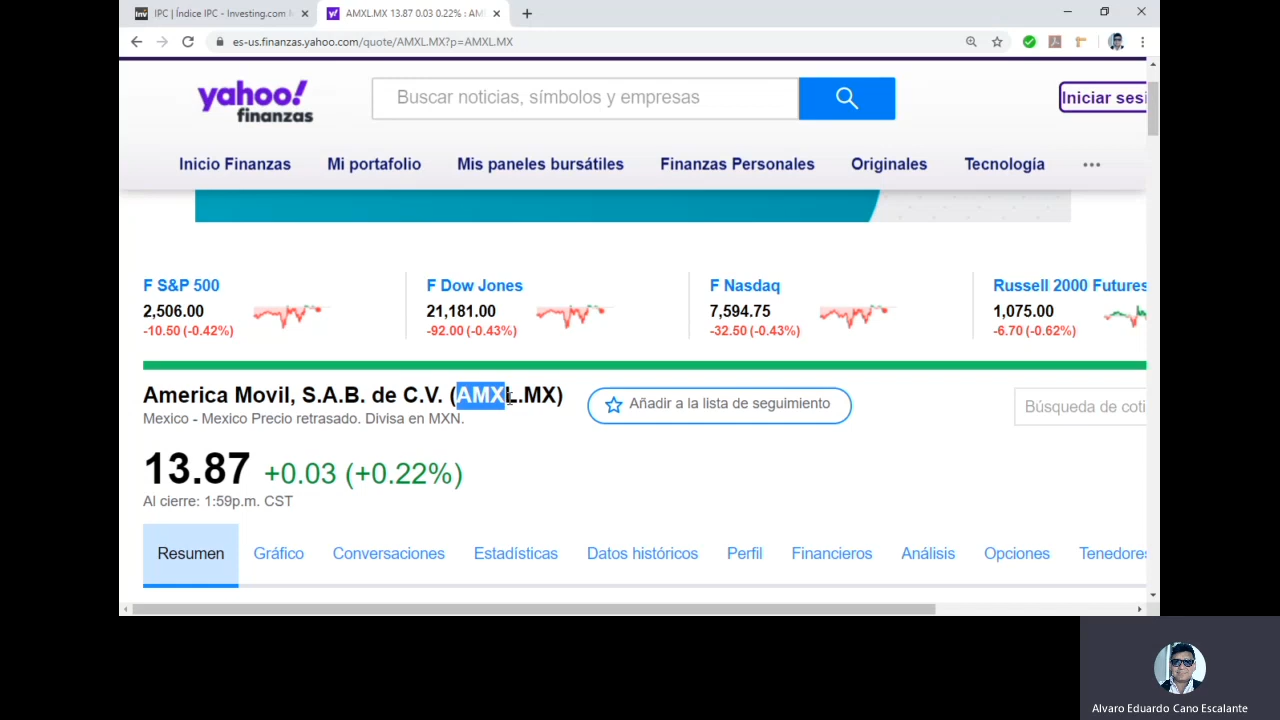 IPC | Índice IPC - Investing.com
AMXL.MX 13.87 0.03 0.22% : AM
es-us.finanzas.yahoo.com/quote/AMXL.MX?p=AMXL.MX
yahoo!
finanzas
Buscar noticias, símbolos y empresas
Iniciar sesi
Inicio Finanzas Mi portafolio Mis paneles bursátiles Finanzas Personales Originales Tecnología ...
F S&P 500 F Dow Jones F Nasdaq Russell 2000 Futures
2,506.00 21,181.00 7,594.75 1,075.00
-10.50 (-0.42%) -92.00 (-0.43%) -32.50 (-0.43%) -6.70 (-0.62%)
America Movil, S.A.B. de C.V. (AMXL.MX)
Añadir a la lista de seguimiento
Búsqueda de coti
Mexico - Mexico Precio retrasado. Divisa en MXN.
13.87 +0.03 (+0.22%)
Al cierre: 1:59p.m. CST
Resumen Gráfico Conversaciones Estadísticas Datos históricos Perfil Financieros Análisis Opciones Tenedores
Alvaro Eduardo Cano Escalante